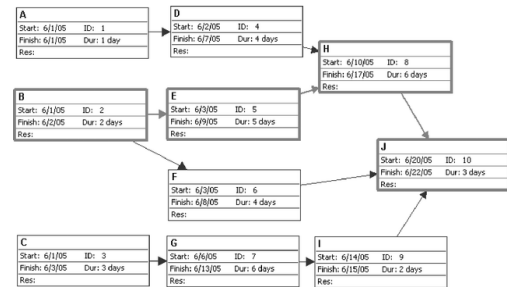 A
Start: 6/1/05 ID: 1
Finish: 6/1/05 Dur: 1 day
Res:
D
Start: 6/2/05 ID: 4
Finish: 6/7/05 Dur: 4 days
Res:
H
Start: 6/10/05 ID: 8
Finish: 6/17/05 Dur: 6 days
Res:
B
Start: 6/1/05 ID: 2
Finish: 6/2/05 Dur: 2 days
Res:
E
Start: 6/3/05 ID: 5
Finish: 6/9/05 Dur: 5 days
Res:
J
Start: 6/20/05 ID: 10
Finish: 6/22/05 Dur: 3 days
Res:
F
Start: 6/3/05 ID: 6
Finish: 6/8/05 Dur: 4 days
Res:
C
Start: 6/1/05 ID: 3
Finish: 6/3/05 Dur: 3 days
Res:
G
Start: 6/6/05 ID: 7
Finish: 6/13/05 Dur: 6 days
Res:
I
Start: 6/14/05 ID: 9
Finish: 6/15/05 Dur: 2 days
Res: